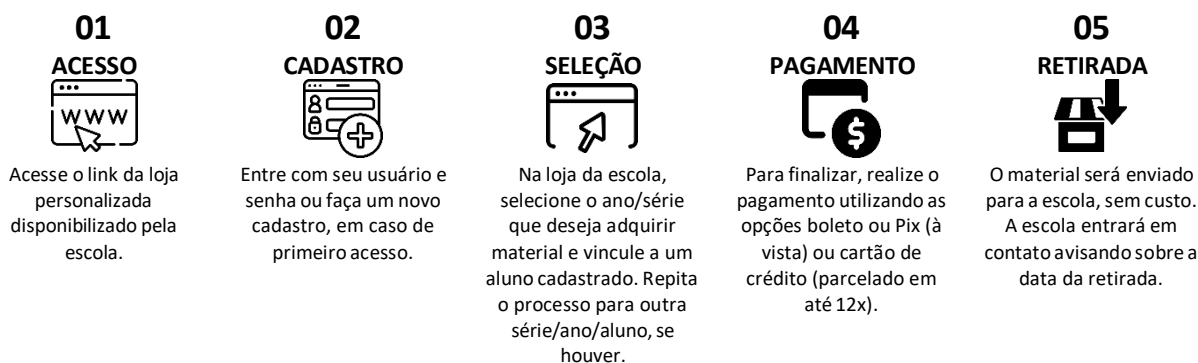 01
ACESSO
WWW
Acesse o link da loja
personalizada
disponibilizado pela
escola.
02
CADASTRO
Entre com seu usuário e
senha ou faça um novo
cadastro, em caso de
primeiro acesso.
03
SELEÇÃO
Na loja da escola,
selecione o ano/série
que deseja adquirir
material e vincule a um
aluno cadastrado. Repita
o processo para outra
série/ano/aluno, se
houver.
04
PAGAMENTO
$
Para finalizar, realize o
pagamento utilizando as
opções boleto ou Pix (à
vista) ou cartão de
crédito (parcelado em
até 12x).
05
RETIRADA
O material será enviado
para a escola, sem custo.
A escola entrará em
contato avisando sobre a
data da retirada.